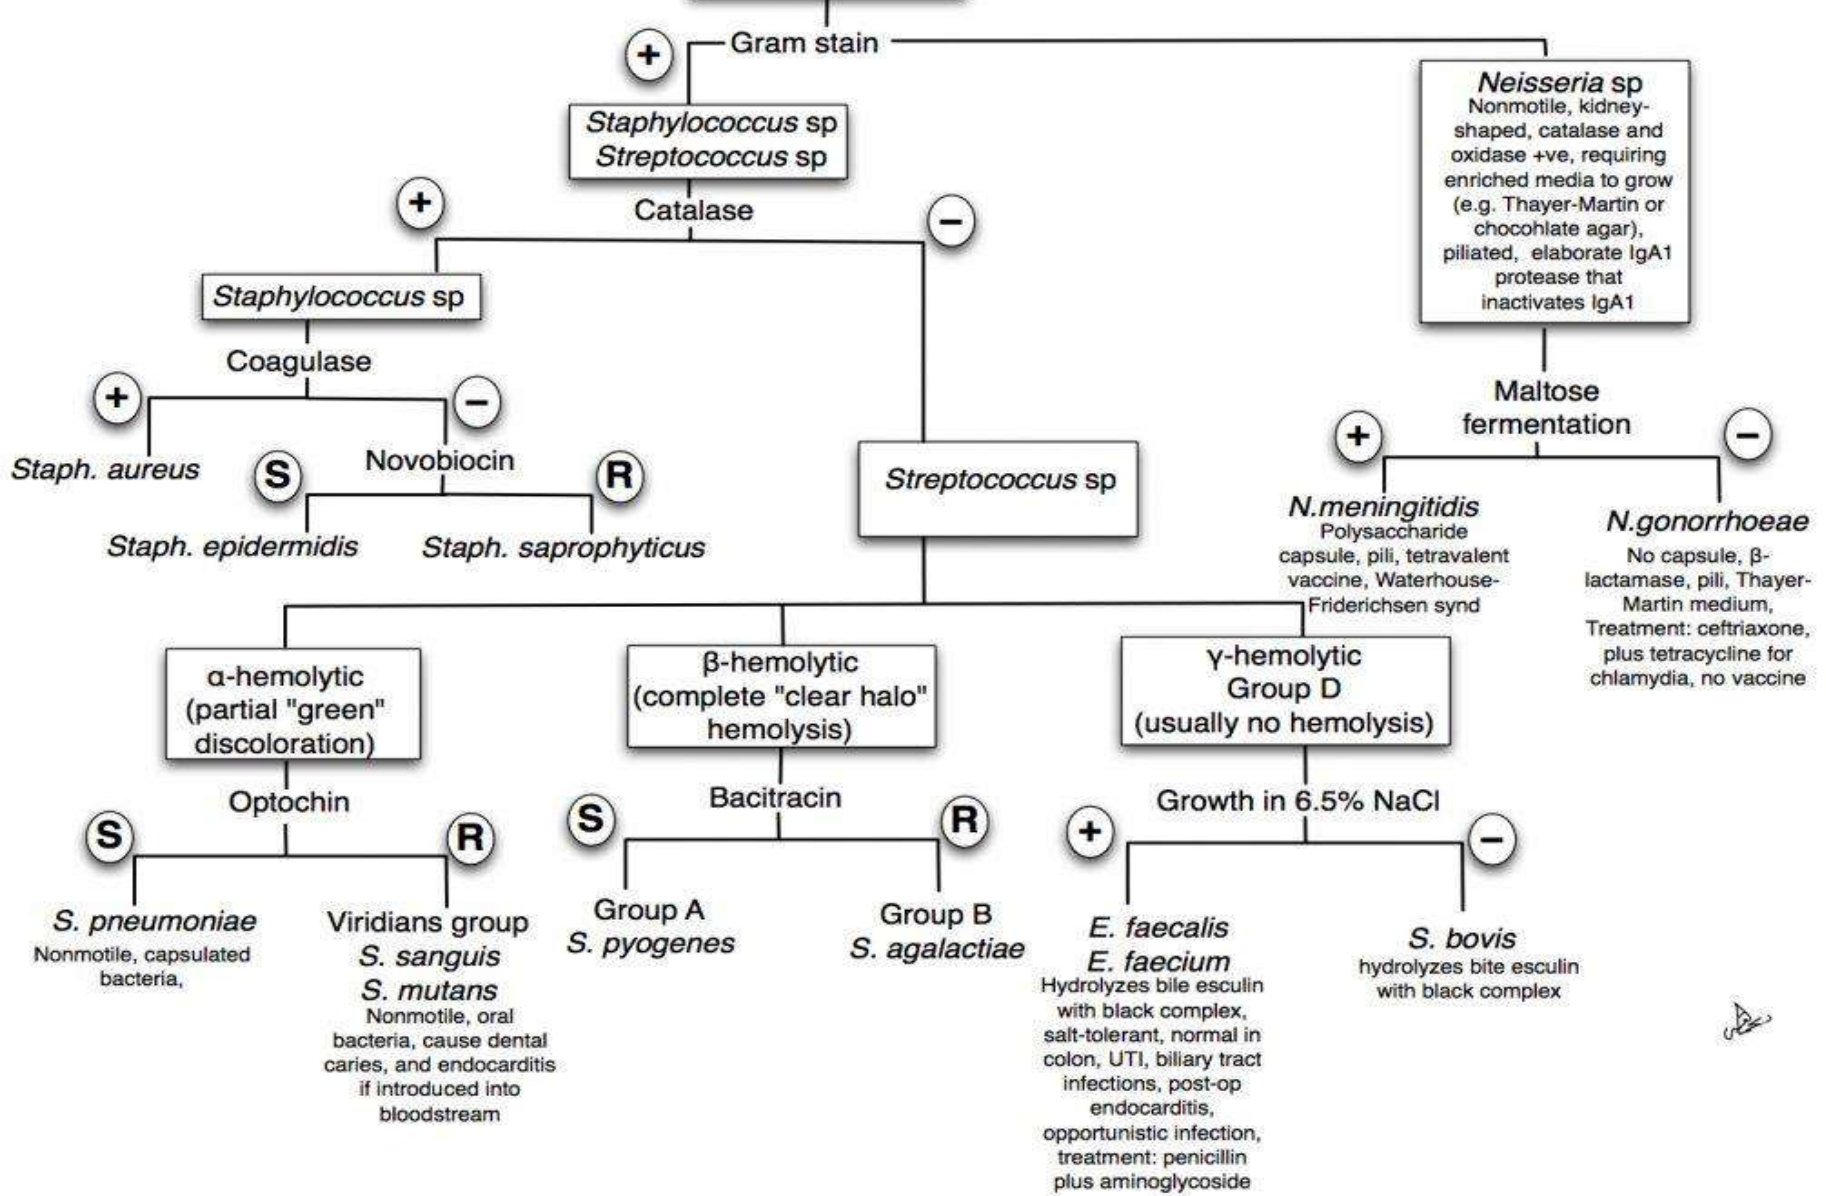 Gram stain
+
Neisseria sp
Nonmotile, kidney-
shaped, catalase and
oxidase +ve, requiring
enriched media to grow
(e.g. Thayer-Martin or
chocohlate agar),
piliated, elaborate IgA1
protease that
inactivates IgA1
Staphylococcus sp
Streptococcus sp
Catalase
+
−
Staphylococcus sp
Coagulase
+
−
Staph. aureus
Novobiocin
S
R
Staph. epidermidis
Staph. saprophyticus
Streptococcus sp
Maltose
fermentation
+
−
N.meningitidis
Polysaccharide
capsule, pili, tetravalent
vaccine, Waterhouse-
Friderichsen synd
N.gonorrhoeae
No capsule, β-
lactamase, pili, Thayer-
Martin medium,
Treatment: ceftriaxone,
plus tetracycline for
chlamydia, no vaccine
α-hemolytic
(partial "green"
discoloration)
Optochin
S
R
S. pneumoniae
Nonmotile, capsulated
bacteria,
Viridians group
S. sanguis
S. mutans
Nonmotile, oral
bacteria, cause dental
caries, and endocarditis
if introduced into
bloodstream
β-hemolytic
(complete "clear halo"
hemolysis)
Bacitracin
S
R
Group A
S. pyogenes
Group B
S. agalactiae
γ-hemolytic
Group D
(usually no hemolysis)
Growth in 6.5% NaCl
+
−
E. faecalis
E. faecium
Hydrolyzes bile esculin
with black complex,
salt-tolerant, normal in
colon, UTI, biliary tract
infections, post-op
endocarditis,
opportunistic infection,
treatment: penicillin
plus aminoglycoside
S. bovis
hydrolyzes bite esculin
with black complex